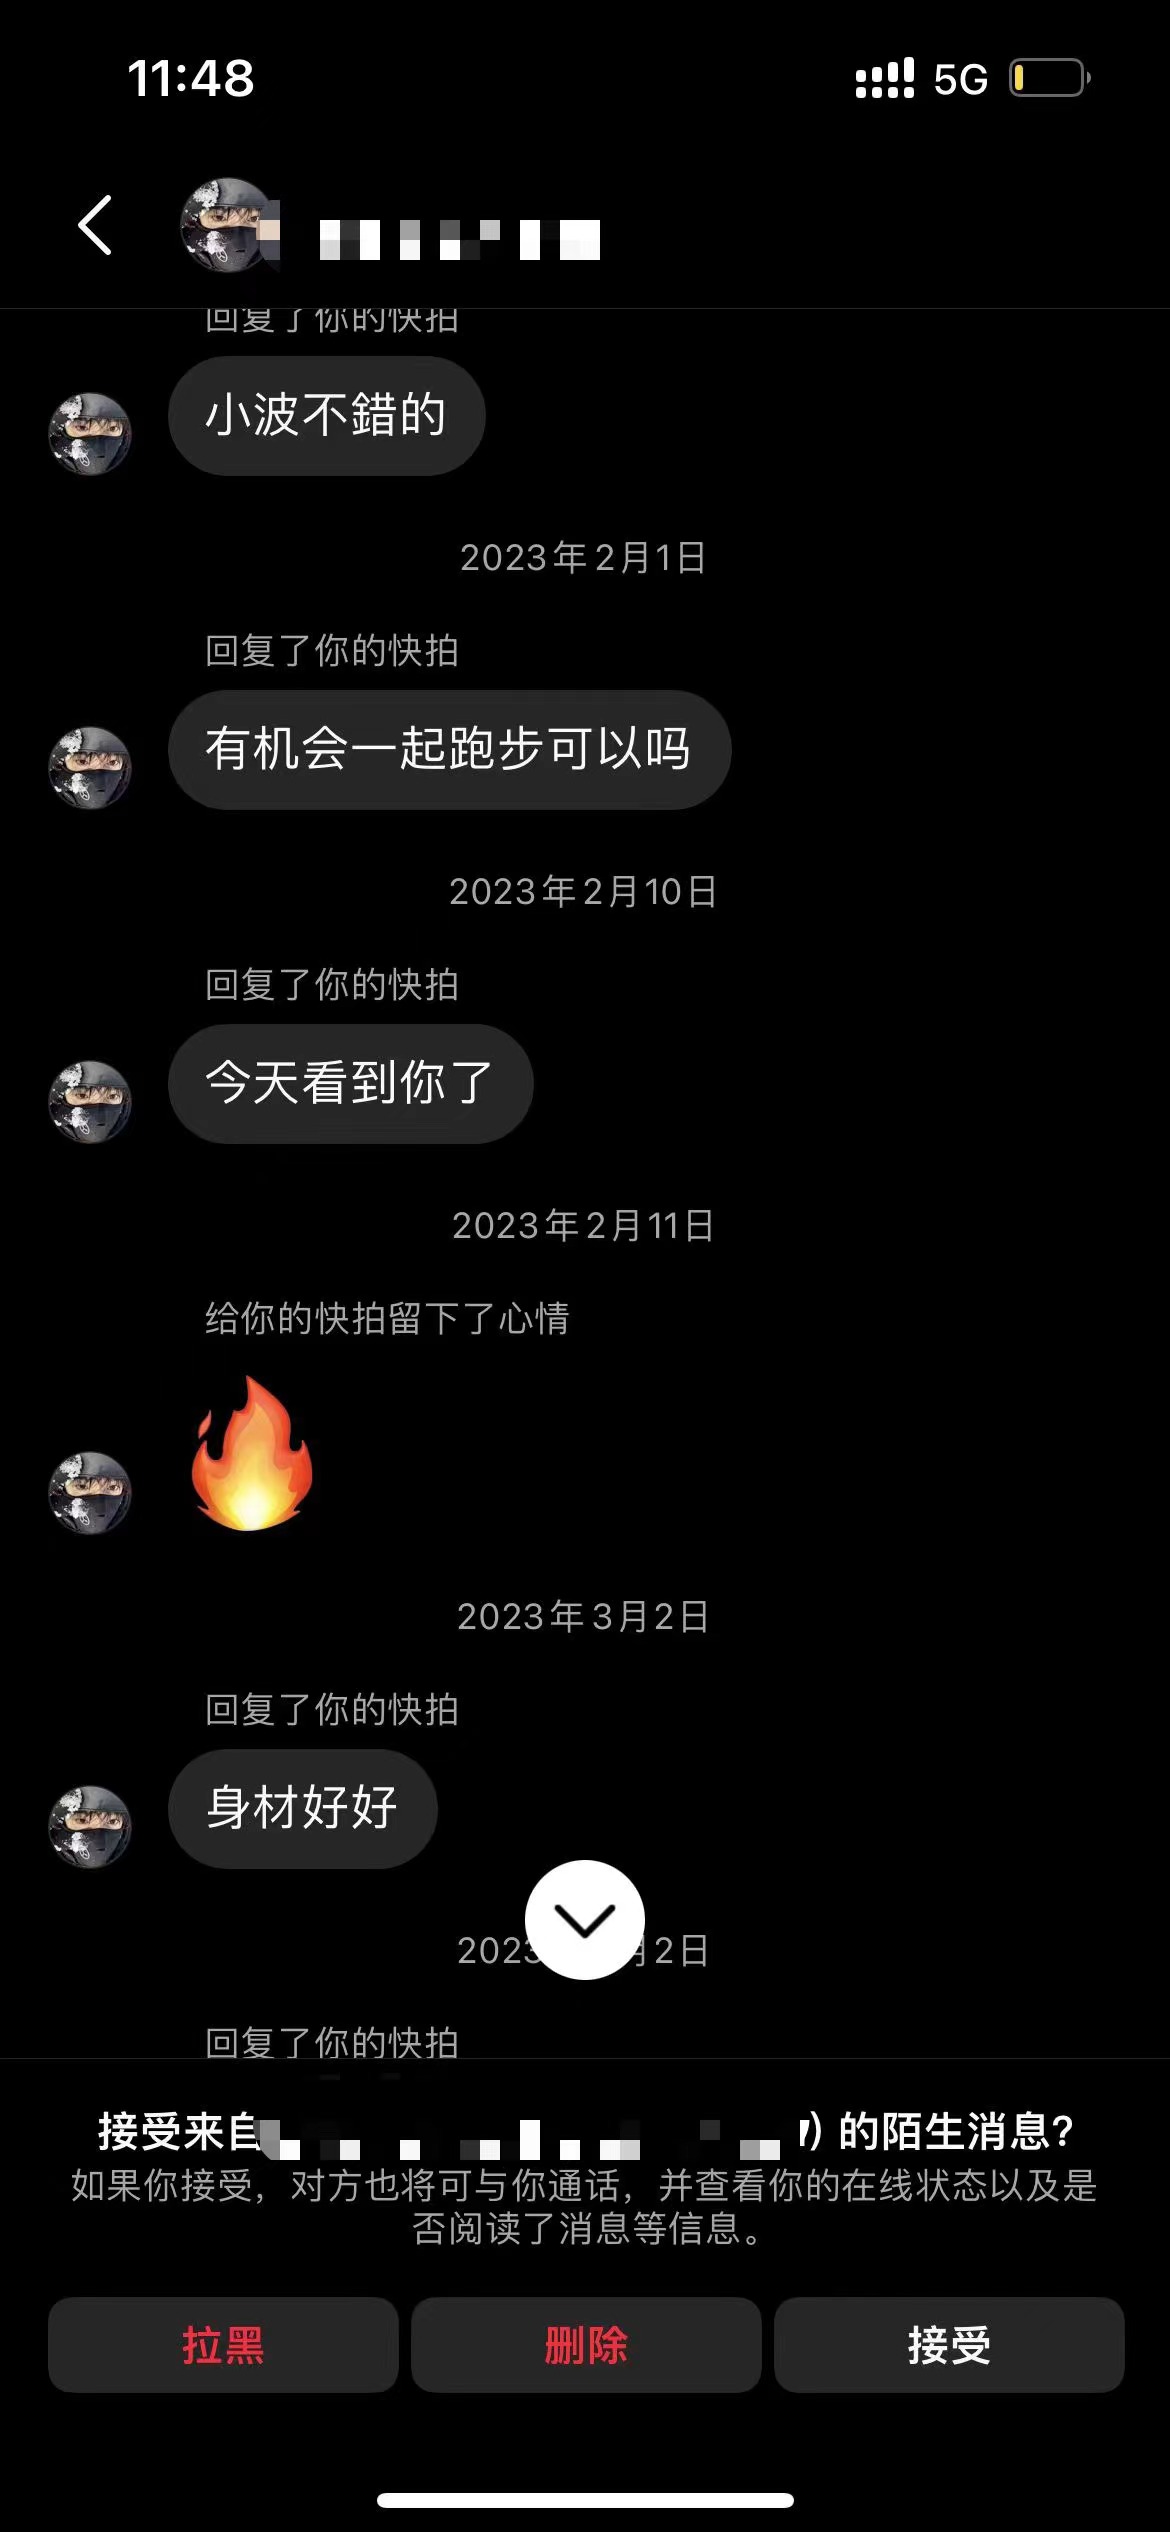 11:48
5G
回复了你的快拍
小波不錯的
2023年2月1日
回复了你的快拍
有机会一起跑步可以吗
2023年2月10日
回复了你的快拍
今天看到你了
2023年2月11日
给你的快拍留下了心情
2023年3月2日
回复了你的快拍
身材好好
2023 月2日
回复了你的快拍
接受来自 ) 的陌生消息?
如果你接受，对方也将可与你通话，并查看你的在线状态以及是
否阅读了消息等信息。
拉黑
删除
接受